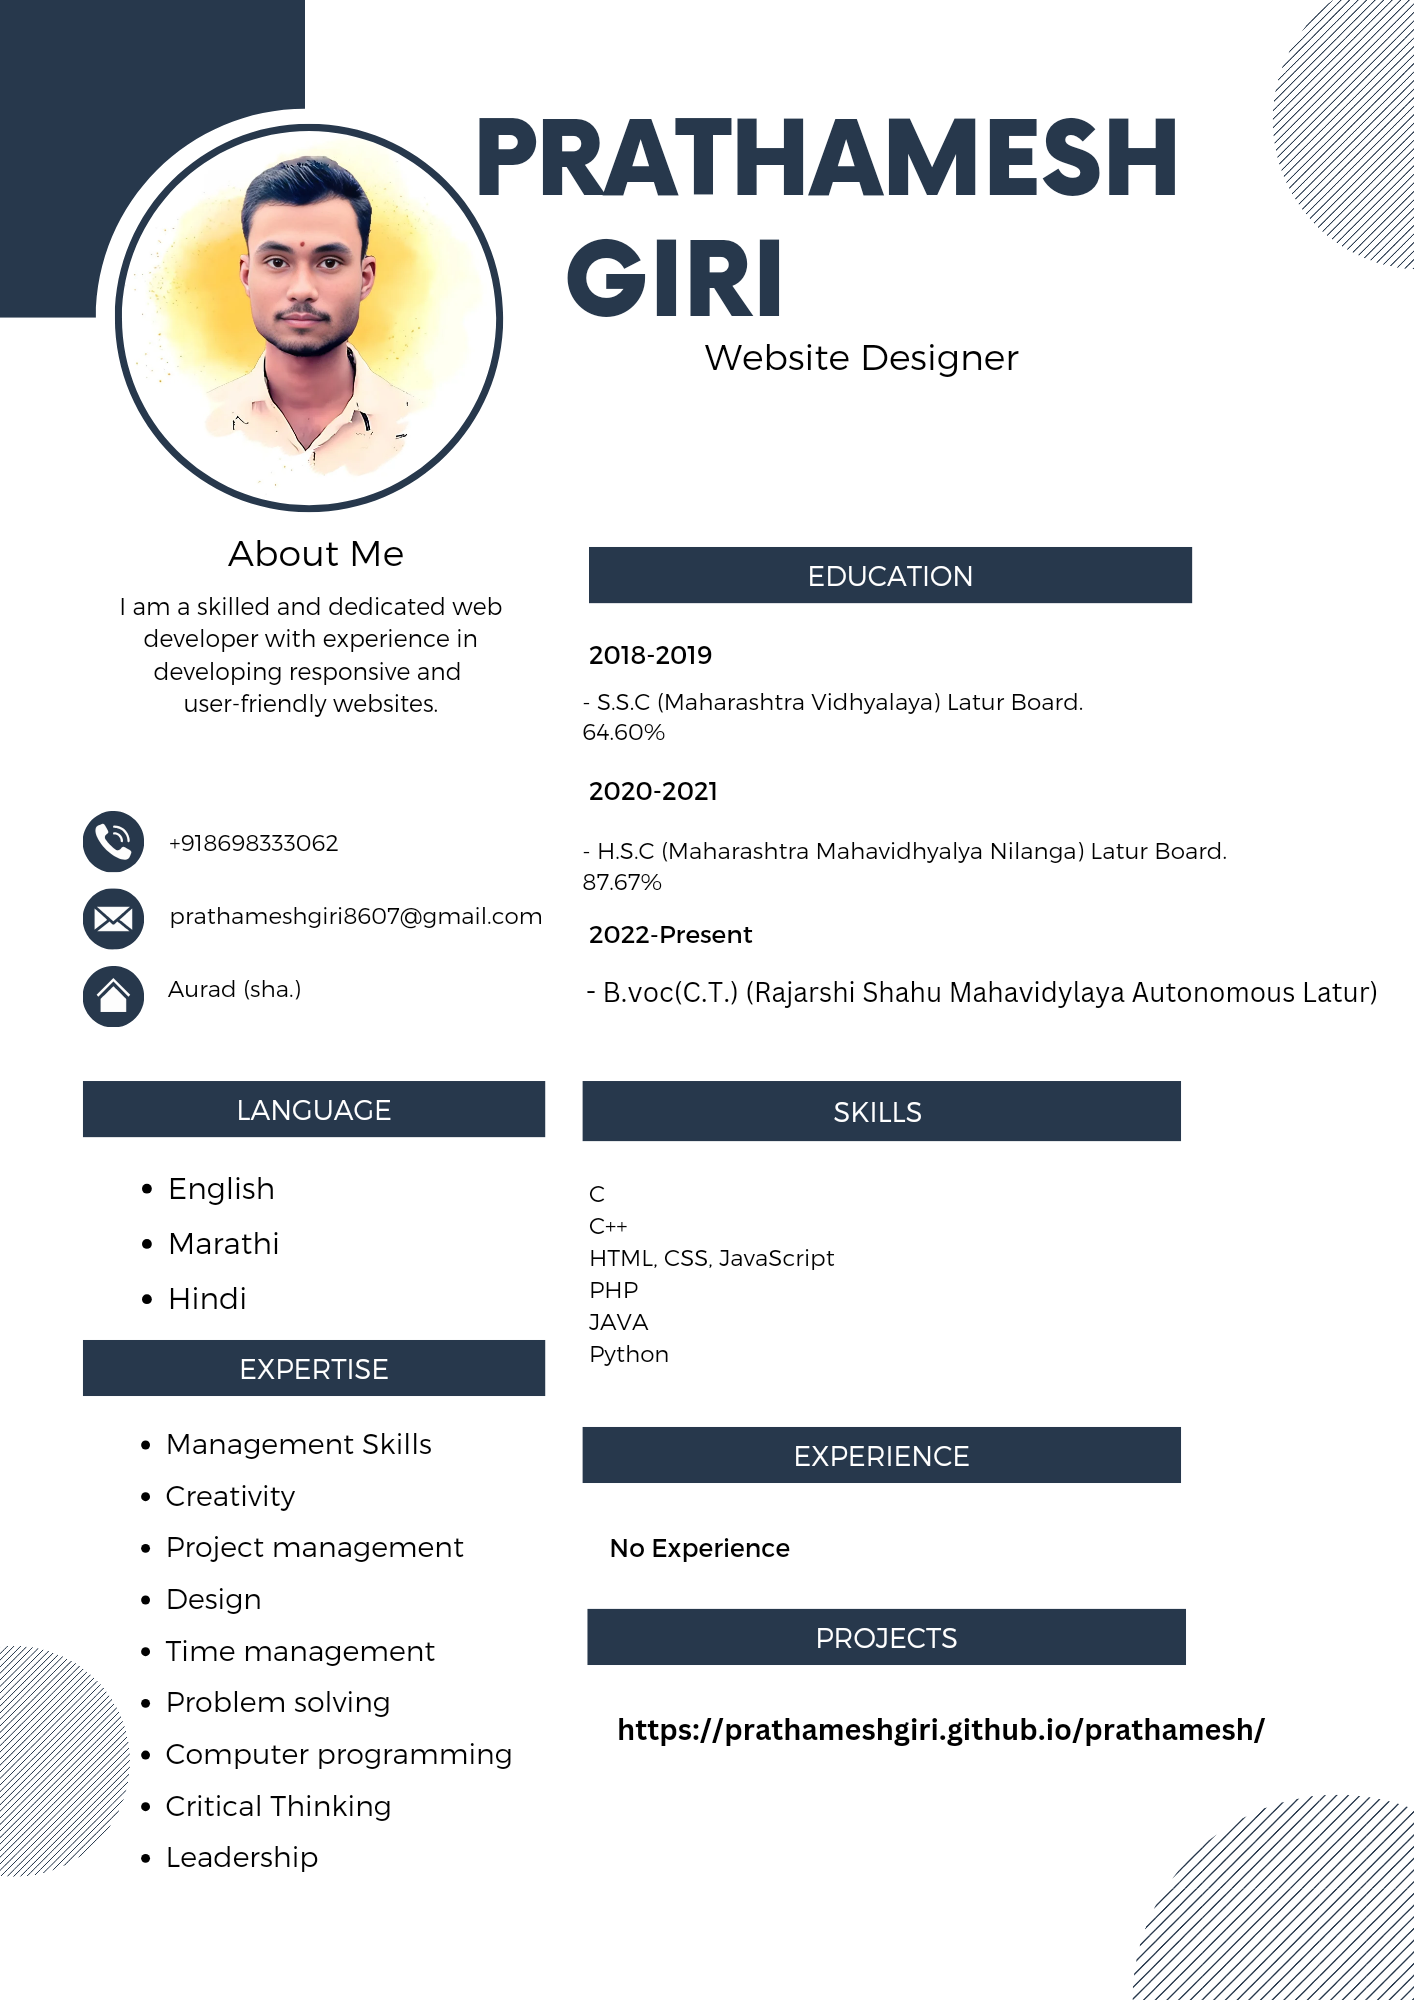 PRATHAMESH
GIRI
Website Designer
About Me
I am a skilled and dedicated web
developer with experience in
developing responsive and
user-friendly websites.
+918698333062
prathameshgiri8607@gmail.com
Aurad (sha.)
LANGUAGE
• English
• Marathi
• Hindi
EXPERTISE
• Management Skills
• Creativity
• Project management
• Design
• Time management
• Problem solving
• Computer programming
• Critical Thinking
• Leadership
EDUCATION
2018-2019
- S.S.C (Maharashtra Vidhyalaya) Latur Board.
64.60%
2020-2021
- H.S.C (Maharashtra Mahavidhyalya Nilanga) Latur Board.
87.67%
2022-Present
- B.voc(C.T.) (Rajarshi Shahu Mahavidylaya Autonomous Latur)
SKILLS
C
C++
HTML, CSS, JavaScript
PHP
JAVA
Python
EXPERIENCE
No Experience
PROJECTS
https://prathameshgiri.github.io/prathamesh/